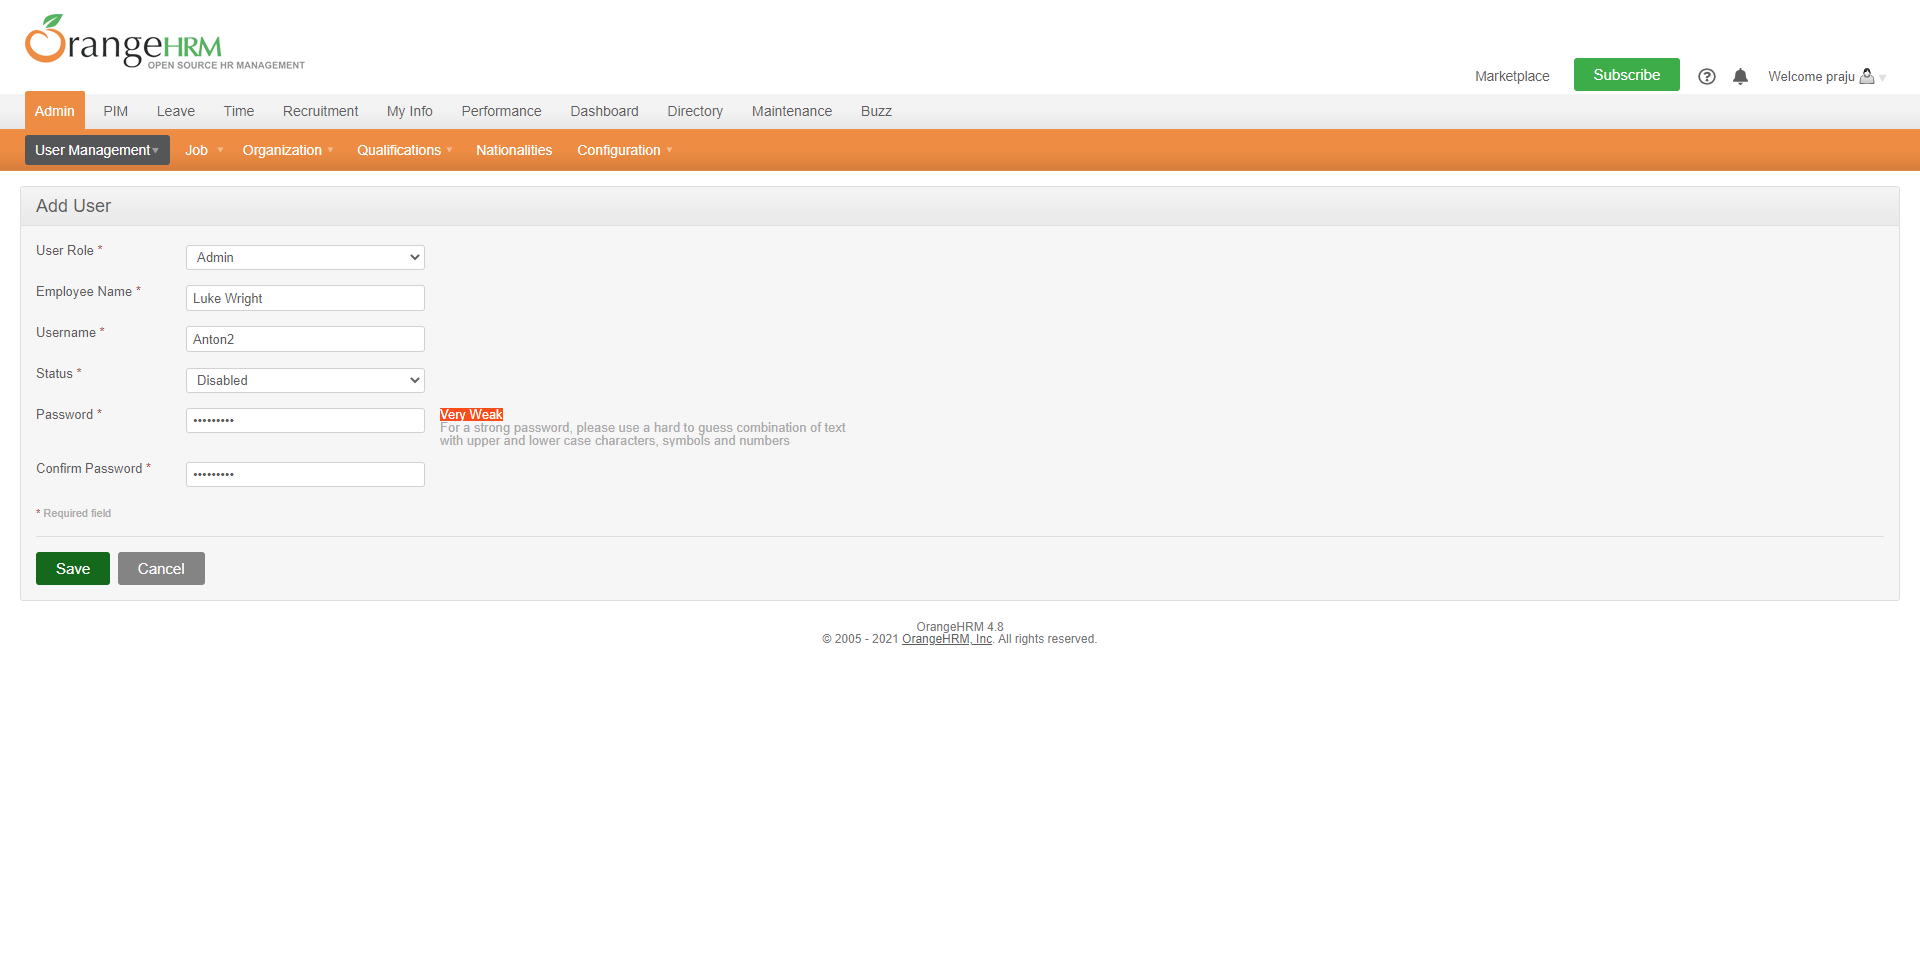 OrangeHRM
OPEN SOURCE HR MANAGEMENT
Marketplace Subscribe Welcome praju
Admin PIM Leave Time Recruitment My Info Performance Dashboard Directory Maintenance Buzz
User Management Job Organization Qualifications Nationalities Configuration
Add User
User Role * Admin
Employee Name * Luke Wright
Username * Anton2
Status * Disabled
Password * ••••••••• Very Weak
For a strong password, please use a hard to guess combination of text
with upper and lower case characters, symbols and numbers
Confirm Password * •••••••••
* Required field
Save Cancel
OrangeHRM 4.8
© 2005 - 2021 OrangeHRM, Inc. All rights reserved.